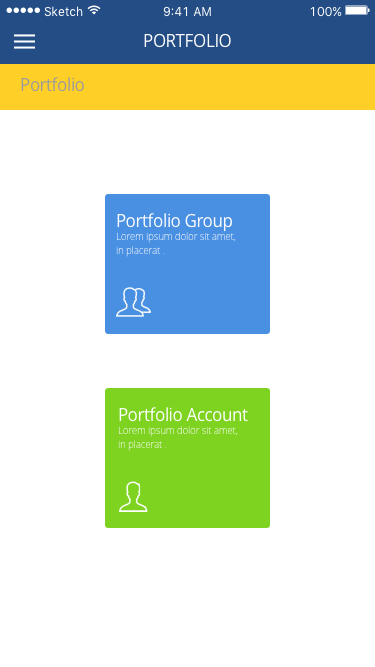 Sketch 9:41 AM 100%
PORTFOLIO
Portfolio
Portfolio Group
Lorem ipsum dolor sit amet,
in placerat .
Portfolio Account
Lorem ipsum dolor sit amet,
in placerat .